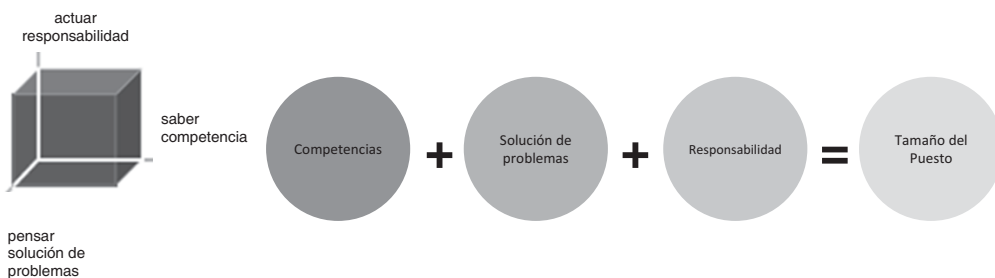 actuar
responsabilidad
saber
competencia
pensar
solución de
problemas
Competencias
+
Solución de
problemas
+
Responsabilidad
=
Tamaño del
Puesto